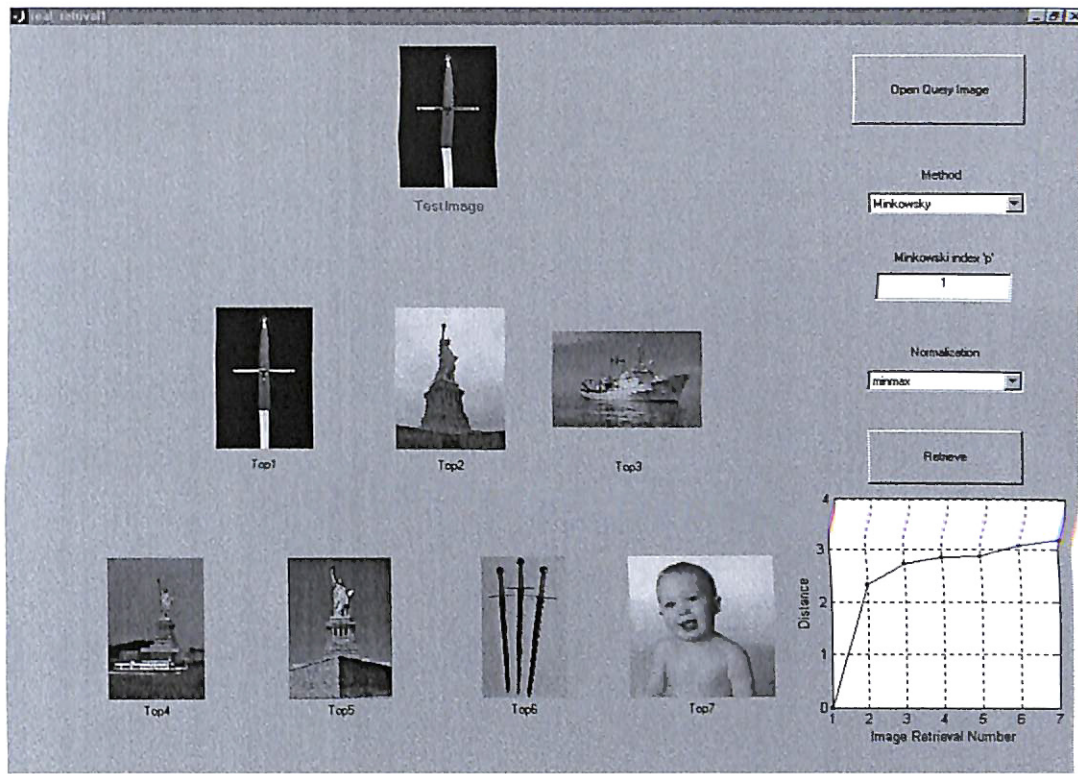 real_retrival1
Open Query Image
Test Image
Method
Minkowsky
Minkowski index 'p'
1
Normalization
minmax
Retrieve
Top1
Top2
Top3
Top4
Top5
Top6
Top7
4
3
2
1
0
Distance
1 2 3 4 5 6 7
Image Retrieval Number